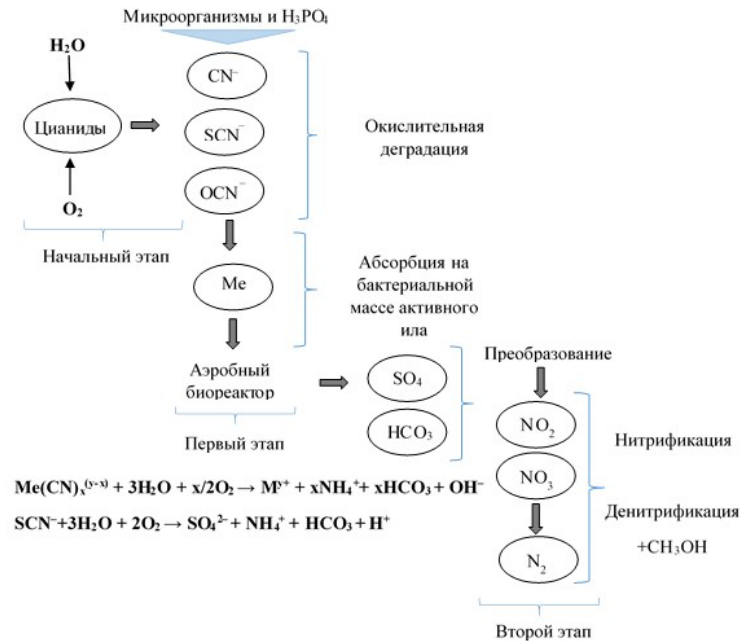 Микроорганизмы и H₃PO₄
H₂O
CN⁻
Цианиды
SCN⁻
Окислительная
деградация
OCN⁻
O₂
Начальный этап
Me
Абсорбция на
бактериальной
массе активного
ила
Аэробный
биореактор
SO₄
HCO₃
Преобразование
Первый этап
NO₂
Нитрификация
NO₃
Me(CN)ₓ⁽ʸ⁻ˣ⁾ + 3H₂O + x/2O₂ → Mʸ⁺ + xNH₄⁺ + xHCO₃ + OH⁻
SCN⁻+3H₂O + 2O₂ → SO₄²⁻ + NH₄⁺ + HCO₃ + H⁺
Денитрификация
+CH₃OH
N₂
Второй этап